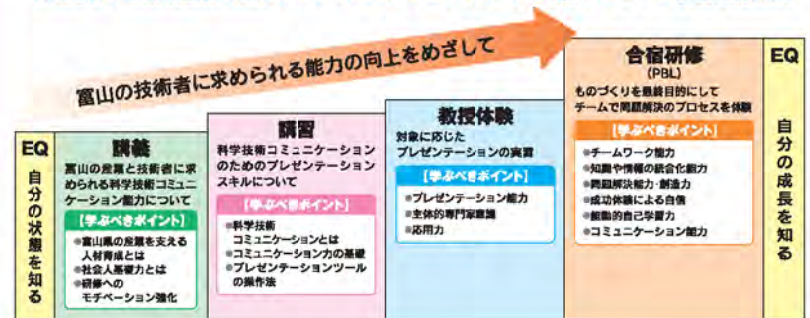 富山の技術者に求められる能力の向上をめざして
EQ
自分の状態を知る
講義
富山の産業と技術者に求
められる科学技術コミュニ
ケーション能力について
【学ぶべきポイント】
●富山県の産業を支える
人材育成とは
●社会人基礎力とは
●研修への
モチベーション強化
講習
科学技術コミュニケーション
のためのプレゼンテーション
スキルについて
【学ぶべきポイント】
●科学技術
コミュニケーションとは
●コミュニケーション力の基礎
●プレゼンテーションツール
の操作法
教授体験
対象に応じた
プレゼンテーションの実習
【学ぶべきポイント】
●プレゼンテーション能力
●主体的専門家意識
●応用力
合宿研修
(PBL)
ものづくりを最終目的にして
チームで問題解決のプロセスを体験
【学ぶべきポイント】
●チームワーク能力
●知識や情報の統合化能力
●問題解決能力・創造力
●成功体験による自信
●能動的自己学習力
●コミュニケーション能力
EQ
自分の成長を知る